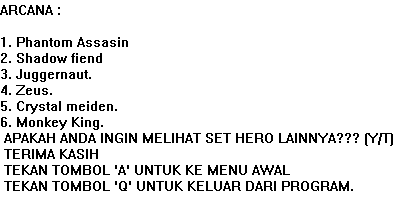 ARCANA :
1. Phantom Assasin
2. Shadow fiend
3. Juggernaut.
4. Zeus.
5. Crystal meiden.
6. Monkey King.
APAKAH ANDA INGIN MELIHAT SET HERO LAINNYA??? (Y/T)
TERIMA KASIH
TEKAN TOMBOL 'A' UNTUK KE MENU AWAL
TEKAN TOMBOL 'Q' UNTUK KELUAR DARI PROGRAM.